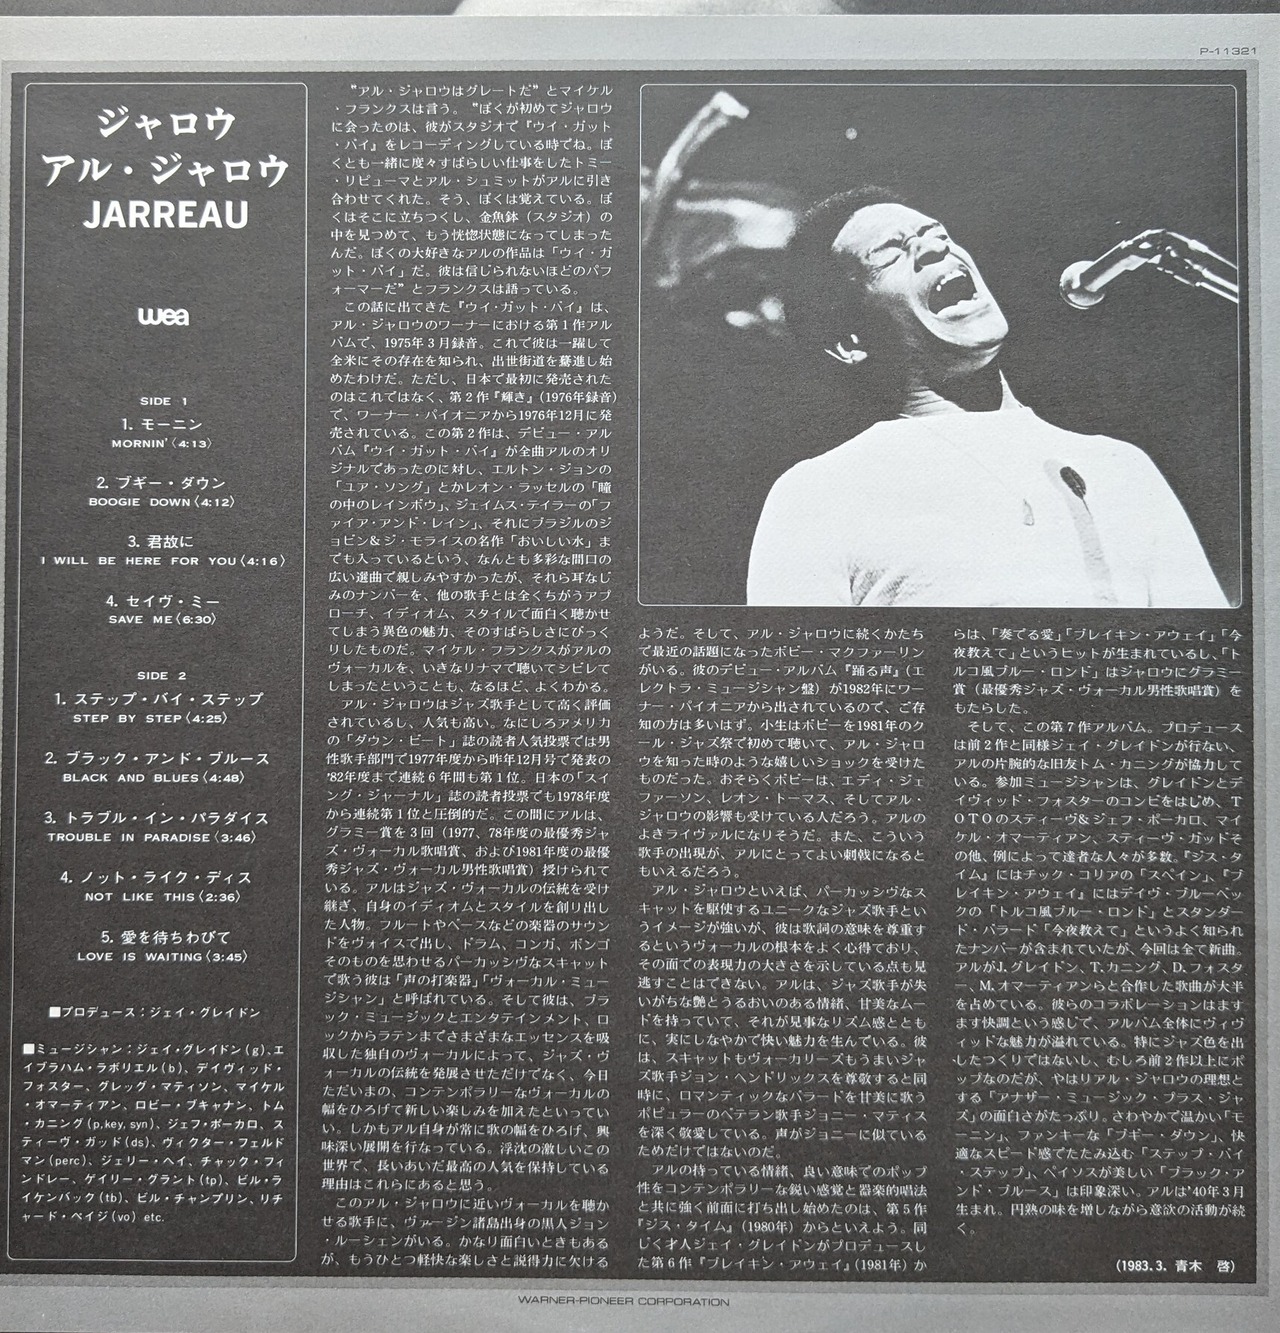 P-11321
ジャロウ
アル・ジャロウ
JARREAU
wea
SIDE 1
1. モーニン
MORNIN'〈4:13〉
2. ブギー・ダウン
BOOGIE DOWN〈4:12〉
3. 君故に
I WILL BE HERE FOR YOU〈4:16〉
4. セイヴ・ミー
SAVE ME〈6:30〉
SIDE 2
1. ステップ・バイ・ステップ
STEP BY STEP〈4:25〉
2. ブラック・アンド・ブルース
BLACK AND BLUES〈4:48〉
3. トラブル・イン・パラダイス
TROUBLE IN PARADISE〈3:46〉
4. ノット・ライク・ディス
NOT LIKE THIS〈2:36〉
5. 愛を待ちわびて
LOVE IS WAITING〈3:45〉
■プロデュース：ジェイ・グレイドン
■ミュージシャン：ジェイ・グレイドン(g)、エ
イブラハム・ラボリエル(b)、デイヴィッド・
フォスター、グレッグ・マティソン、マイケル
・オマーティアン、ロビー・ブキャナン、トム
・カニング(p,key,syn)、ジェフ・ポーカロ、ス
ティーヴ・ガッド(ds)、ヴィクター・フェルド
マン(perc)、ジェリー・ヘイ、チャック・フィ
ンドレー、ゲイリー・グラント(tp)、ビル・ラ
イケンバック(tb)、ビル・チャンプリン、リチ
ャード・ペイジ(vo) etc.
“アル・ジャロウはグレートだ”とマイケル
・フランクスは言う。“ぼくが初めてジャロウ
に会ったのは、彼がスタジオで『ウイ・ガット
・バイ』をレコーディングしている時でね。ぼ
くとも一緒に度々すばらしい仕事をしたトミー
・リピューマとアル・シュミットがアルに引き
合わせてくれた。そう、ぼくは覚えている。ぼ
くはそこに立ちつくし、金魚鉢（スタジオ）の
中を見つめて、もう恍惚状態になってしまった
んだ。ぼくの大好きなアルの作品は「ウイ・ガ
ット・バイ」だ。彼は信じられないほどのパフ
ォーマーだ”とフランクスは語っている。
この話に出てきた『ウイ・ガット・バイ』は、
アル・ジャロウのワーナーにおける第1作アル
バムで、1975年3月録音。これで彼は一躍して
全米にその存在を知られ、出世街道を驀進し始
めたわけだ。ただし、日本で最初に発売された
のはこれではなく、第2作『輝き』（1976年録音）
で、ワーナー・パイオニアから1976年12月に発
売されている。この第2作は、デビュー・アル
バム『ウイ・ガット・バイ』が全曲アルのオリ
ジナルであったのに対し、エルトン・ジョンの
「ユア・ソング」とかレオン・ラッセルの「瞳
の中のレインボウ」、ジェイムス・テイラーの「フ
ァイア・アンド・レイン」、それにブラジルのジ
ョビン&ジ・モライスの名作「おいしい水」ま
でも入っているという、なんとも多彩な間口の
広い選曲で親しみやすかったが、それら耳なじ
みのナンバーを、他の歌手とは全くちがうアプ
ローチ、イディオム、スタイルで面白く聴かせ
てしまう異色の魅力、そのすばらしさにびっく
りしたものだ。マイケル・フランクスがアルの
ヴォーカルを、いきなりナマで聴いてシビレて
しまったということも、なるほど、よくわかる。
アル・ジャロウはジャズ歌手として高く評価
されているし、人気も高い。なにしろアメリカ
の「ダウン・ビート」誌の読者人気投票では男
性歌手部門で1977年度から昨年12月号で発表の
'82年度まで連続6年間も第1位。日本の「スイ
ング・ジャーナル」誌の読者投票でも1978年度
から連続第1位と圧倒的だ。この間にアルは、
グラミー賞を3回（1977、78年度の最優秀ジャ
ズ・ヴォーカル歌唱賞、および1981年度の最優
秀ジャズ・ヴォーカル男性歌唱賞）授けられて
いる。アルはジャズ・ヴォーカルの伝統を受け
継ぎ、自身のイディオムとスタイルを創り出し
た人物。フルートやベースなどの楽器のサウン
ドをヴォイスで出し、ドラム、コンガ、ボンゴ
そのものを思わせるパーカッシヴなスキャット
で歌う彼は「声の打楽器」「ヴォーカル・ミュー
ジシャン」と呼ばれている。そして彼は、ブラ
ック・ミュージックとエンタテインメント、ロ
ックからラテンまでさまざまなエッセンスを吸
収した独自のヴォーカルによって、ジャズ・ヴ
ォーカルの伝統を発展させただけでなく、今日
ただいまの、コンテンポラリーなヴォーカルの
幅をひろげて新しい楽しみを加えたといってい
い。しかもアル自身が常に歌の幅をひろげ、興
味深い展開を行なっている。浮沈の激しいこの
世界で、長いあいだ最高の人気を保持している
理由はこれらにあると思う。
このアル・ジャロウに近いヴォーカルを聴か
せる歌手に、ヴァージン諸島出身の黒人ジョン
・ルーシェンがいる。かなり面白いときもある
が、もうひとつ軽快な楽しさと説得力に欠ける
ようだ。そして、アル・ジャロウに続くかたち
で最近の話題になったボビー・マクファーリン
がいる。彼のデビュー・アルバム『踊る声』（エ
レクトラ・ミュージシャン盤）が1982年にワー
ナー・パイオニアから出されているので、ご存
知の方は多いはず。小生はボビーを1981年のク
ール・ジャズ祭で初めて聴いて、アル・ジャロ
ウを知った時のような嬉しいショックを受けた
ものだった。おそらくボビーは、エディ・ジェ
ファーソン、レオン・トーマス、そしてアル・
ジャロウの影響も受けている人だろう。アルの
よきライヴァルになりそうだ。また、こういう
歌手の出現が、アルにとってよい刺戟になると
もいえるだろう。
アル・ジャロウといえば、パーカッシヴなス
キャットを駆使するユニークなジャズ歌手とい
うイメージが強いが、彼は歌詞の意味を尊重す
るというヴォーカルの根本をよく心得ており、
その面での表現力の大きさを示している点も見
逃すことはできない。アルは、ジャズ歌手が失
いがちな艶とうるおいのある情緒、甘美なムー
ドを持っていて、それが見事なリズム感ととも
に、実にしなやかで快い魅力を生んでいる。彼
は、スキャットもヴォーカリーズもうまいジャ
ズ歌手ジョン・ヘンドリックスを尊敬すると同
時に、ロマンティックなバラードを甘美に歌う
ポピュラーのベテラン歌手ジョニー・マティス
を深く敬愛している。声がジョニーに似ている
ためだけではないのだ。
アルの持っている情緒、良い意味でのポップ
性をコンテンポラリーな鋭い感覚と器楽的唱法
と共に強く前面に打ち出し始めたのは、第5作
『ジス・タイム』（1980年）からといえよう。同
じく才人ジェイ・グレイドンがプロデュースし
た第6作『ブレイキン・アウェイ』（1981年）か
らは、「奏でる愛」「ブレイキン・アウェイ」「今
夜教えて」というヒットが生まれているし、「ト
ルコ風ブルー・ロンド」はジャロウにグラミー
賞（最優秀ジャズ・ヴォーカル男性歌唱賞）を
もたらした。
そして、この第7作アルバム。プロデュース
は前2作と同様ジェイ・グレイドンが行ない、
アルの片腕的な旧友トム・カニングが協力して
いる。参加ミュージシャンは、グレイドンとデ
イヴィッド・フォスターのコンビをはじめ、T
OTOのスティーヴ&ジェフ・ポーカロ、マイ
ケル・オマーティアン、スティーヴ・ガッドそ
の他、例によって達者な人々が多数。『ジス・タ
イム』にはチック・コリアの「スペイン」、『ブ
レイキン・アウェイ』にはデイヴ・ブルーベッ
クの「トルコ風ブルー・ロンド」とスタンダー
ド・バラード「今夜教えて」というよく知られ
たナンバーが含まれていたが、今回は全て新曲。
アルがJ.グレイドン、T.カニング、D.フォスタ
ー、M.オマーティアンらと合作した歌曲が大半
を占めている。彼らのコラボレーションはます
ます快調という感じで、アルバム全体にヴィヴ
ィッドな魅力が溢れている。特にジャズ色を出
したつくりではないし、むしろ前2作以上にポ
ップなのだが、やはりアル・ジャロウの理想と
する「アナザー・ミュージック・プラス・ジャ
ズ」の面白さがたっぷり。さわやかで温かい「モ
ーニン」、ファンキーな「ブギー・ダウン」、快
適なスピード感でたたみ込む「ステップ・バイ
・ステップ」、ペイソスが美しい「ブラック・ア
ンド・ブルース」は印象深い。アルは'40年3月
生まれ。円熟の味を増しながら意欲の活動が続
く。
（1983.3. 青木　啓）
WARNER-PIONEER CORPORATION